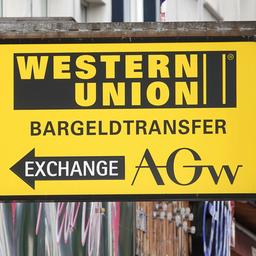 WESTERN
UNION ®
BARGELDTRANSFER
EXCHANGE AGW